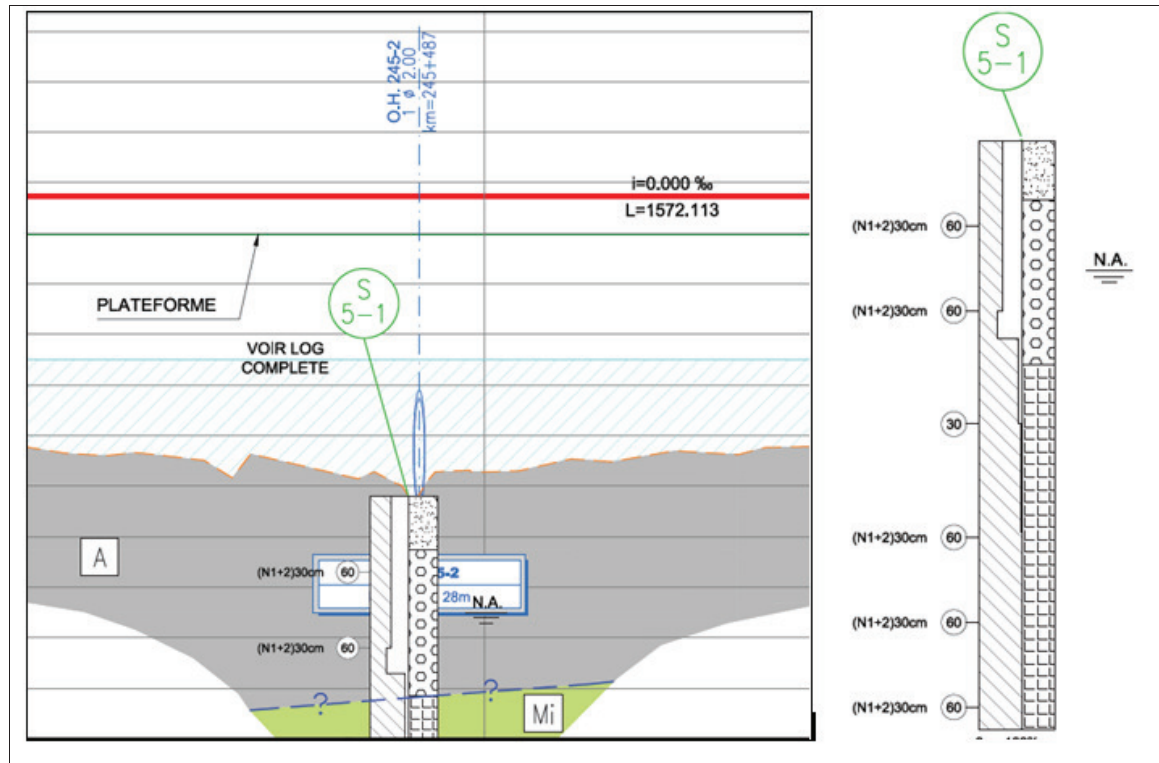 O.H. 245-2
1 ø 2.00
km=245+487
i=0.000 ‰
L=1572.113
PLATEFORME
S
5-1
VOIR LOG
COMPLETE
A
(N1+2)30cm 60
5-2
28m
N.A.
(N1+2)30cm 60
?
?
Mi
S
5-1
(N1+2)30cm 60
N.A.
(N1+2)30cm 60
30
(N1+2)30cm 60
(N1+2)30cm 60
(N1+2)30cm 60